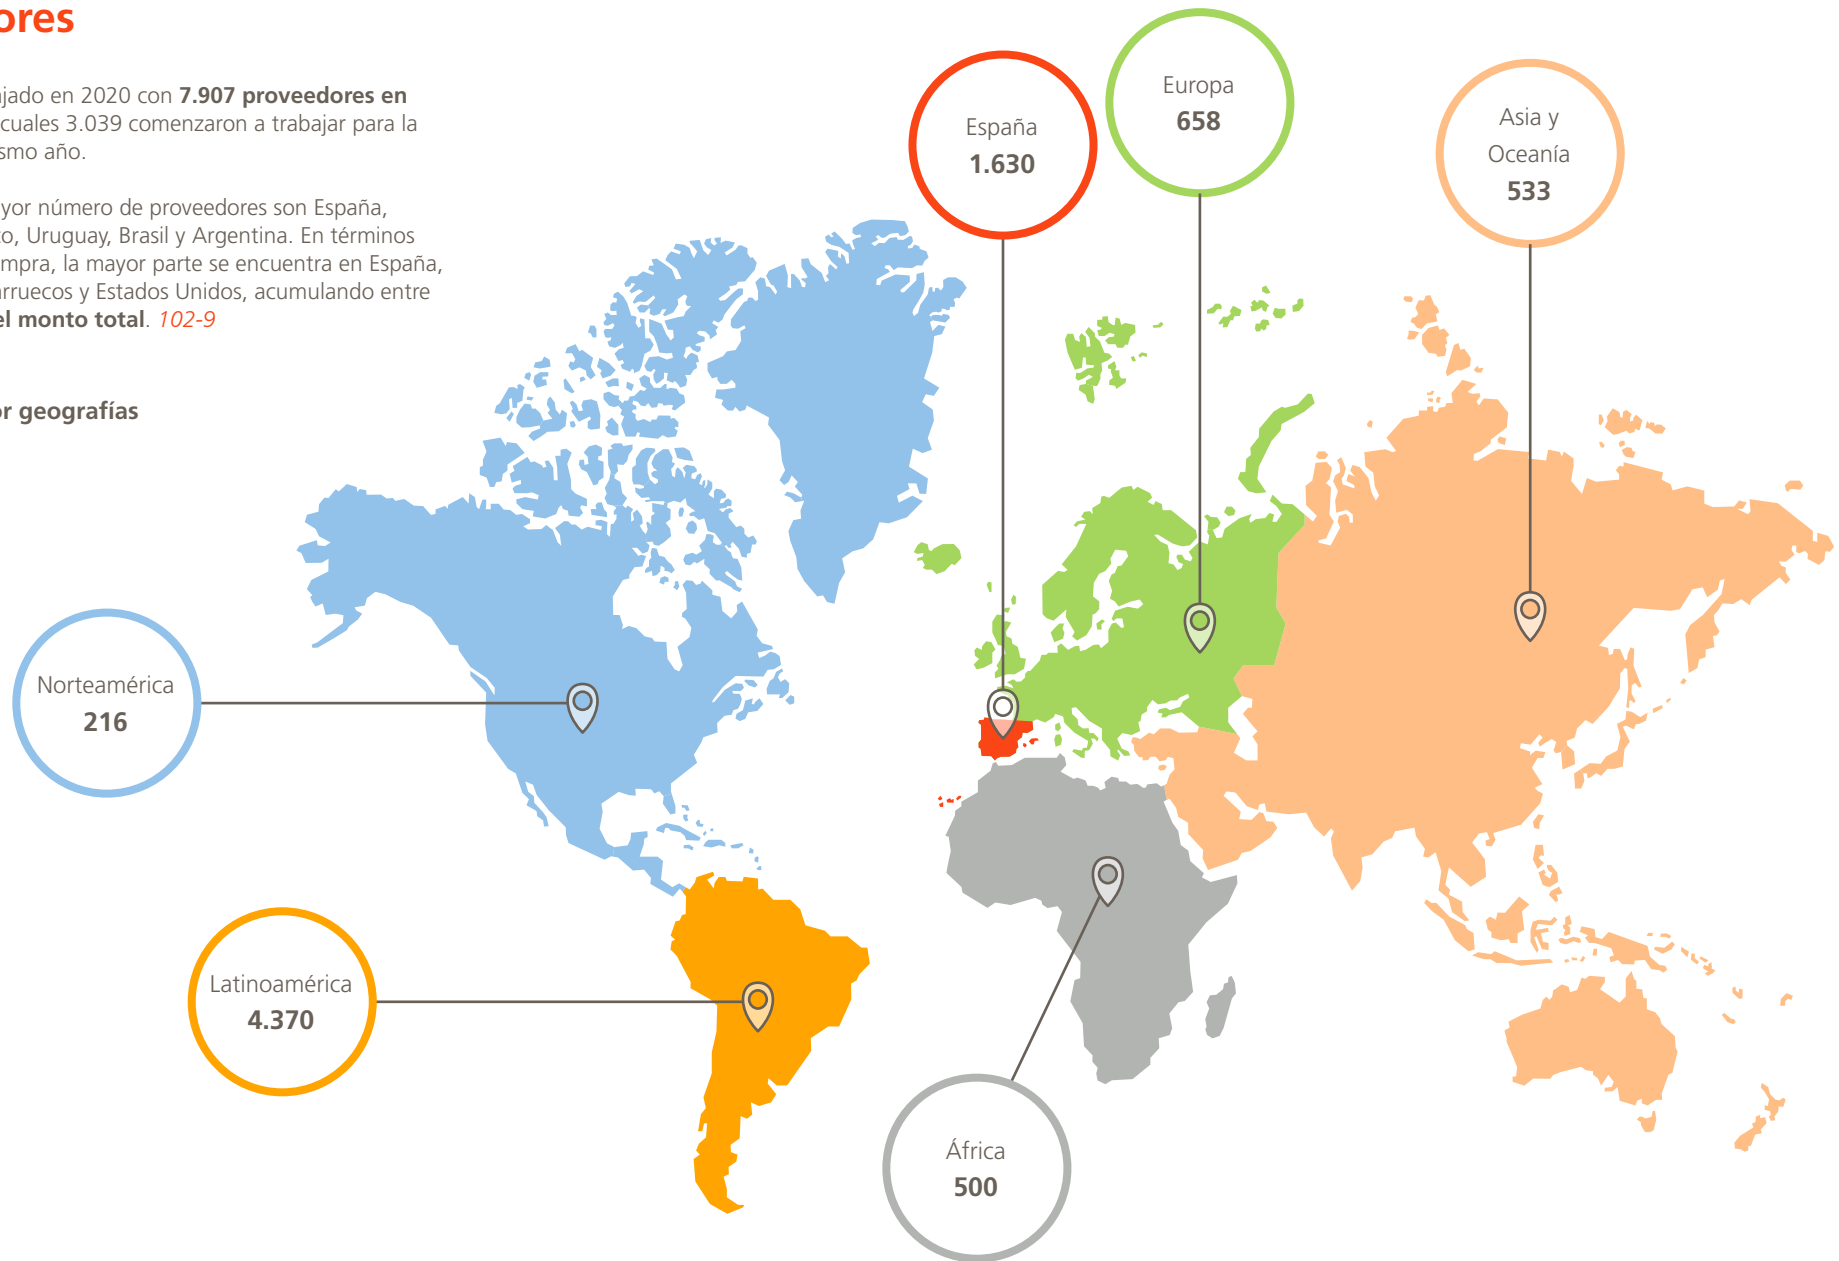 ores
jado en 2020 con 7.907 proveedores en
cuales 3.039 comenzaron a trabajar para la
smo año.
yor número de proveedores son España,
o, Uruguay, Brasil y Argentina. En términos
mpra, la mayor parte se encuentra en España,
arruecos y Estados Unidos, acumulando entre
el monto total. 102-9
or geografías
Europa
658
España
1.630
Asia y
Oceanía
533
Norteamérica
216
Latinoamérica
4.370
África
500